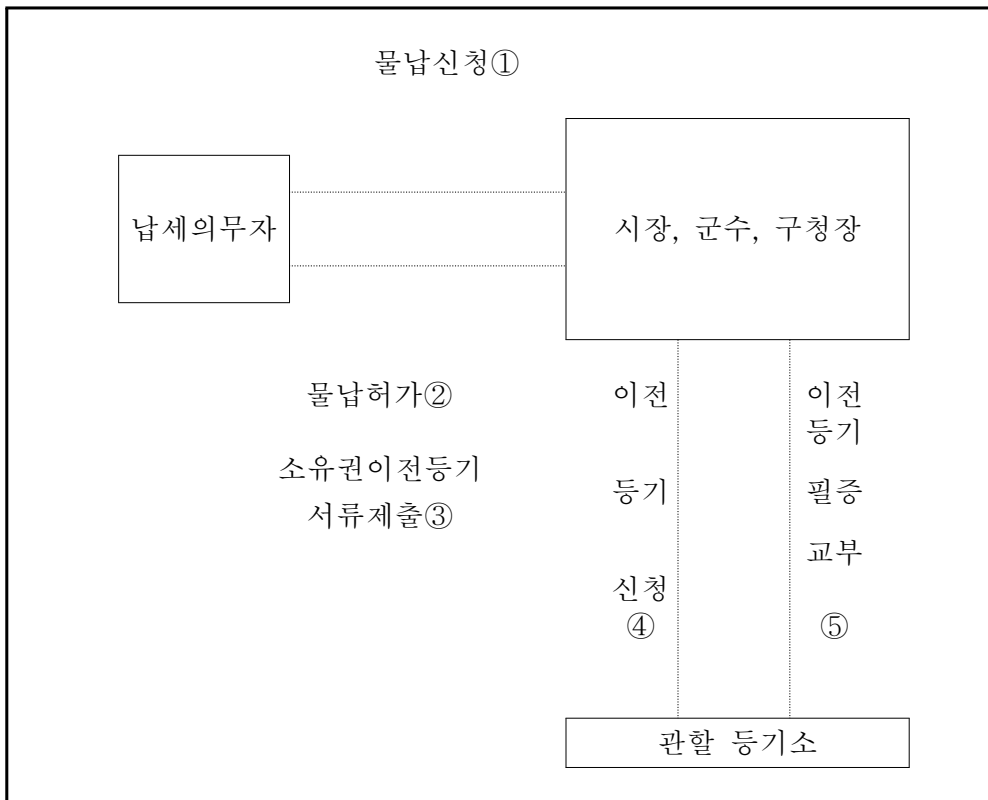 물납신청①
납세의무자
시장, 군수, 구청장
물납허가②
소유권이전등기
서류제출③
이전
등기
신청
④
이전
등기
필증
교부
⑤
관할 등기소